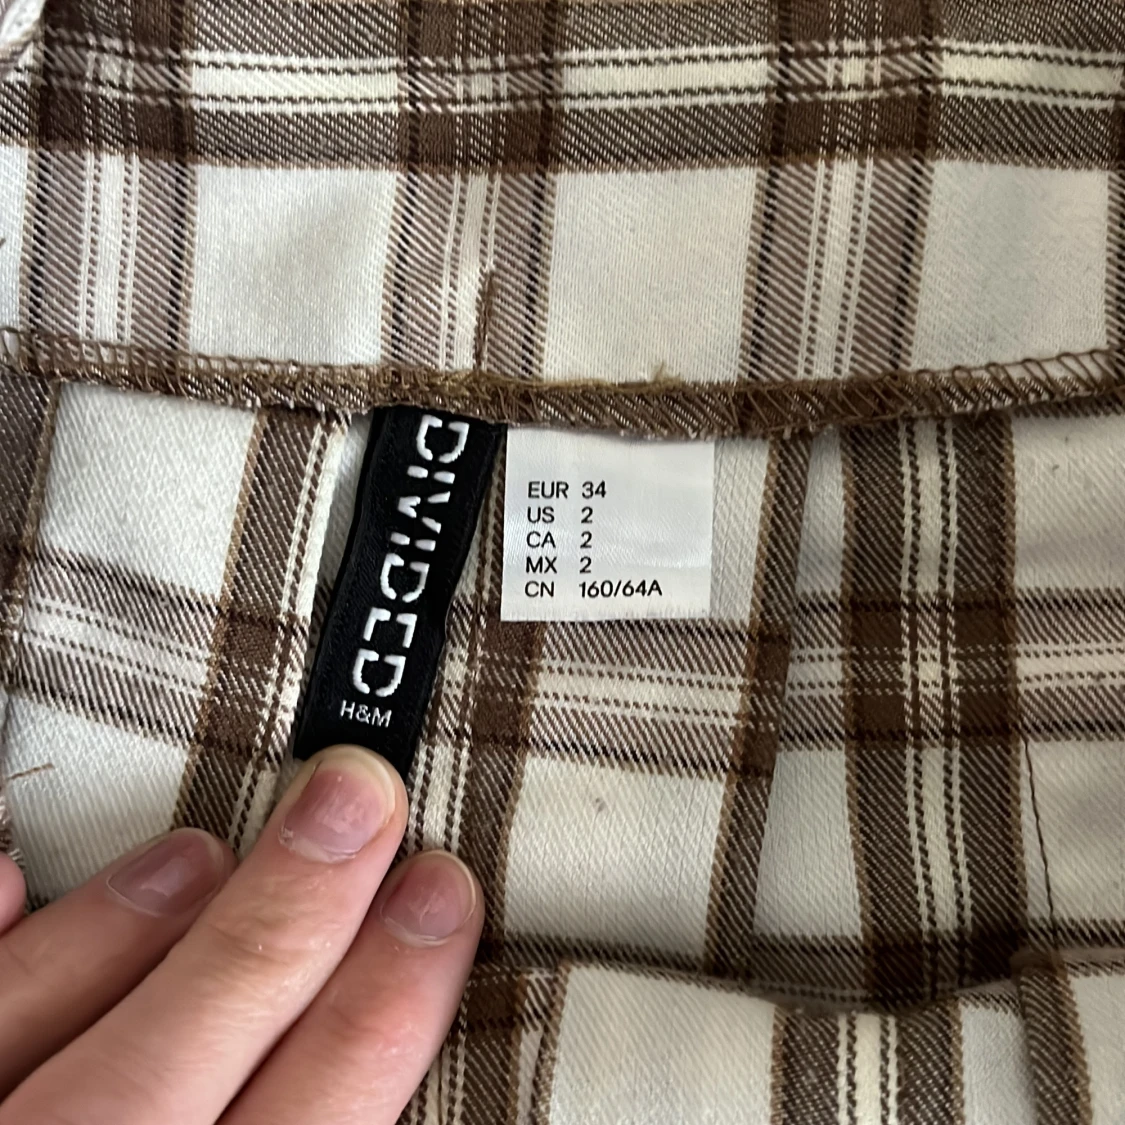 DIVIDED
H&M
EUR 34
US 2
CA 2
MX 2
CN 160/64A